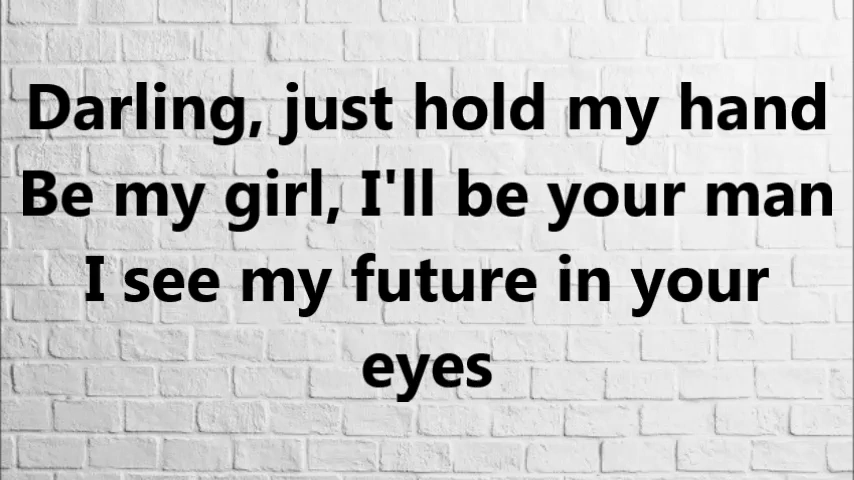 Darling, just hold my hand
Be my girl, I'll be your man
I see my future in your
eyes